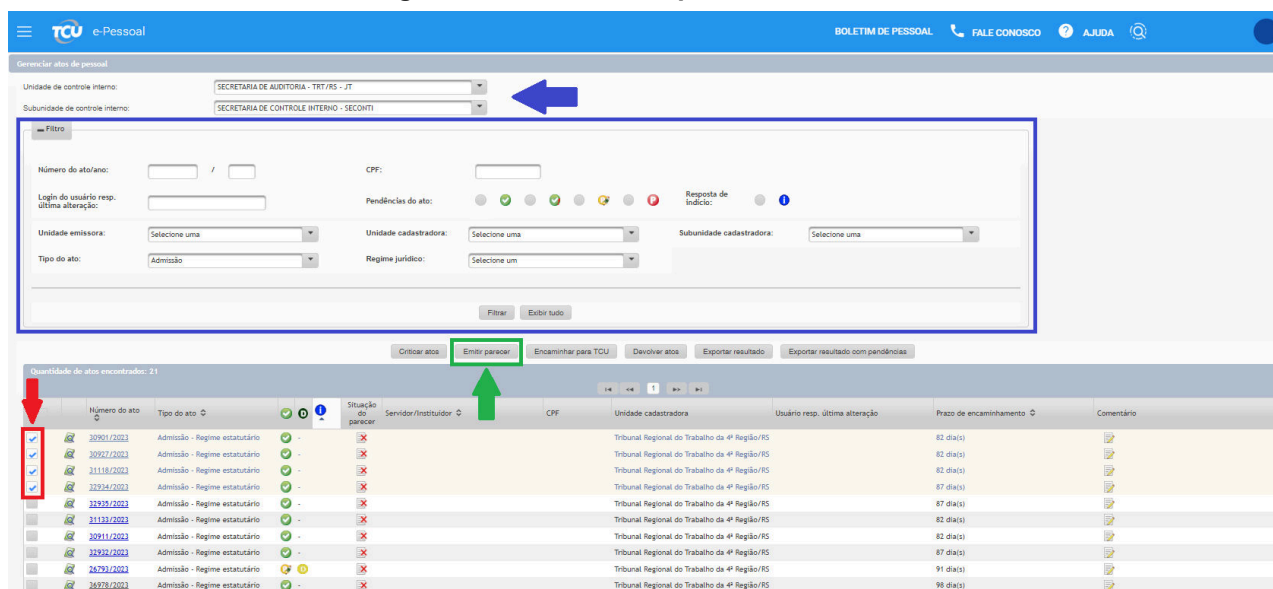 TCU e-Pessoal BOLETIM DE PESSOAL FALE CONOSCO ? AJUDA
Gerenciar atos de pessoal
Unidade de controle interno: SECRETARIA DE AUDITORIA - TRT/RS - JT
Subunidade de controle interno: SECRETARIA DE CONTROLE INTERNO - SECONTI
Filtro
Número do ato/ano: / CPF:
Login do usuário resp. última alteração: Pendências do ato: P Resposta de indício: i
Unidade emissora: Selecione uma Unidade cadastradora: Selecione uma Subunidade cadastradora: Selecione uma
Tipo do ato: Admissão Regime jurídico: Selecione um
Filtrar Exibir tudo
Criticar atos Emitir parecer Encaminhar para TCU Devolver atos Exportar resultado Exportar resultado com pendências
Quantidade de atos encontrados: 21
1
Número do ato Tipo do ato D i Situação do parecer Servidor/Instituidor CPF Unidade cadastradora Usuário resp. última alteração Prazo de encaminhamento Comentário
30901/2023 Admissão - Regime estatutário - Tribunal Regional do Trabalho da 4ª Região/RS 82 dia(s)
30927/2023 Admissão - Regime estatutário - Tribunal Regional do Trabalho da 4ª Região/RS 82 dia(s)
31118/2023 Admissão - Regime estatutário - Tribunal Regional do Trabalho da 4ª Região/RS 82 dia(s)
32934/2023 Admissão - Regime estatutário - Tribunal Regional do Trabalho da 4ª Região/RS 87 dia(s)
32935/2023 Admissão - Regime estatutário - Tribunal Regional do Trabalho da 4ª Região/RS 87 dia(s)
31133/2023 Admissão - Regime estatutário - Tribunal Regional do Trabalho da 4ª Região/RS 82 dia(s)
30911/2023 Admissão - Regime estatutário - Tribunal Regional do Trabalho da 4ª Região/RS 82 dia(s)
32932/2023 Admissão - Regime estatutário - Tribunal Regional do Trabalho da 4ª Região/RS 87 dia(s)
26793/2023 Admissão - Regime estatutário D Tribunal Regional do Trabalho da 4ª Região/RS 91 dia(s)
36978/2023 Admissão - Regime estatutário - Tribunal Regional do Trabalho da 4ª Região/RS 98 dia(s)